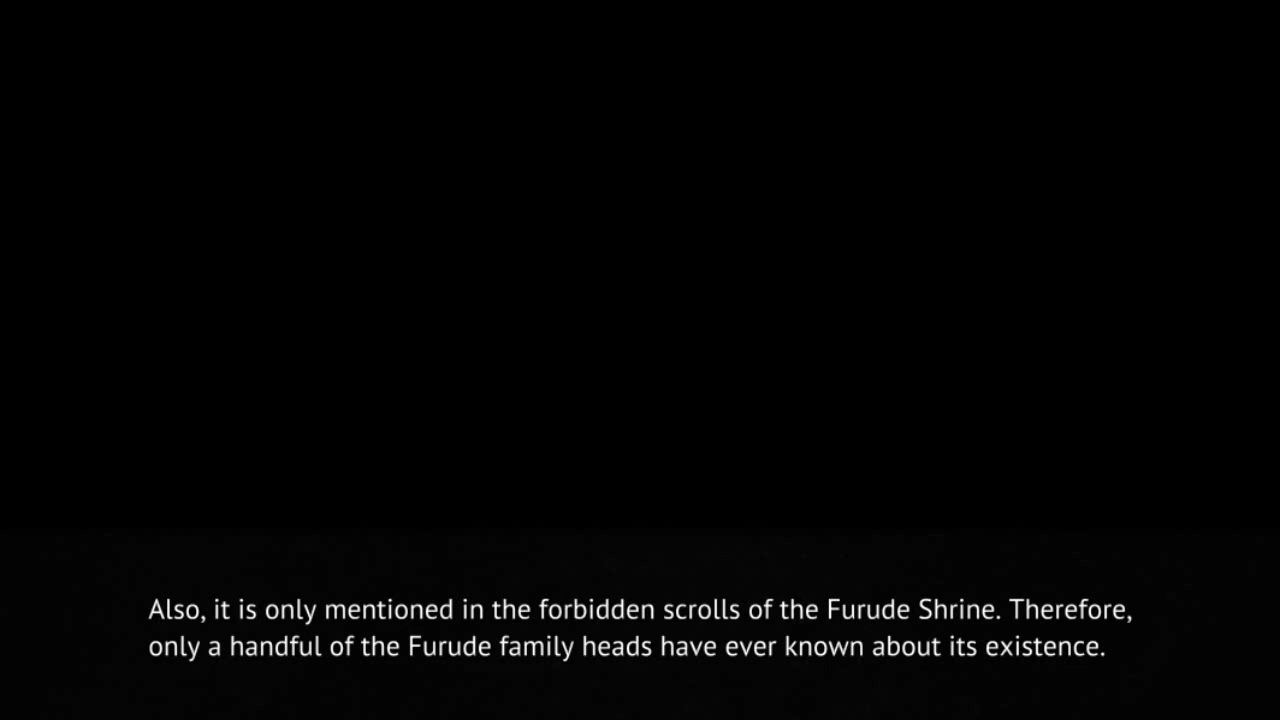 Also, it is only mentioned in the forbidden scrolls of the Furude Shrine. Therefore,
only a handful of the Furude family heads have ever known about its existence.